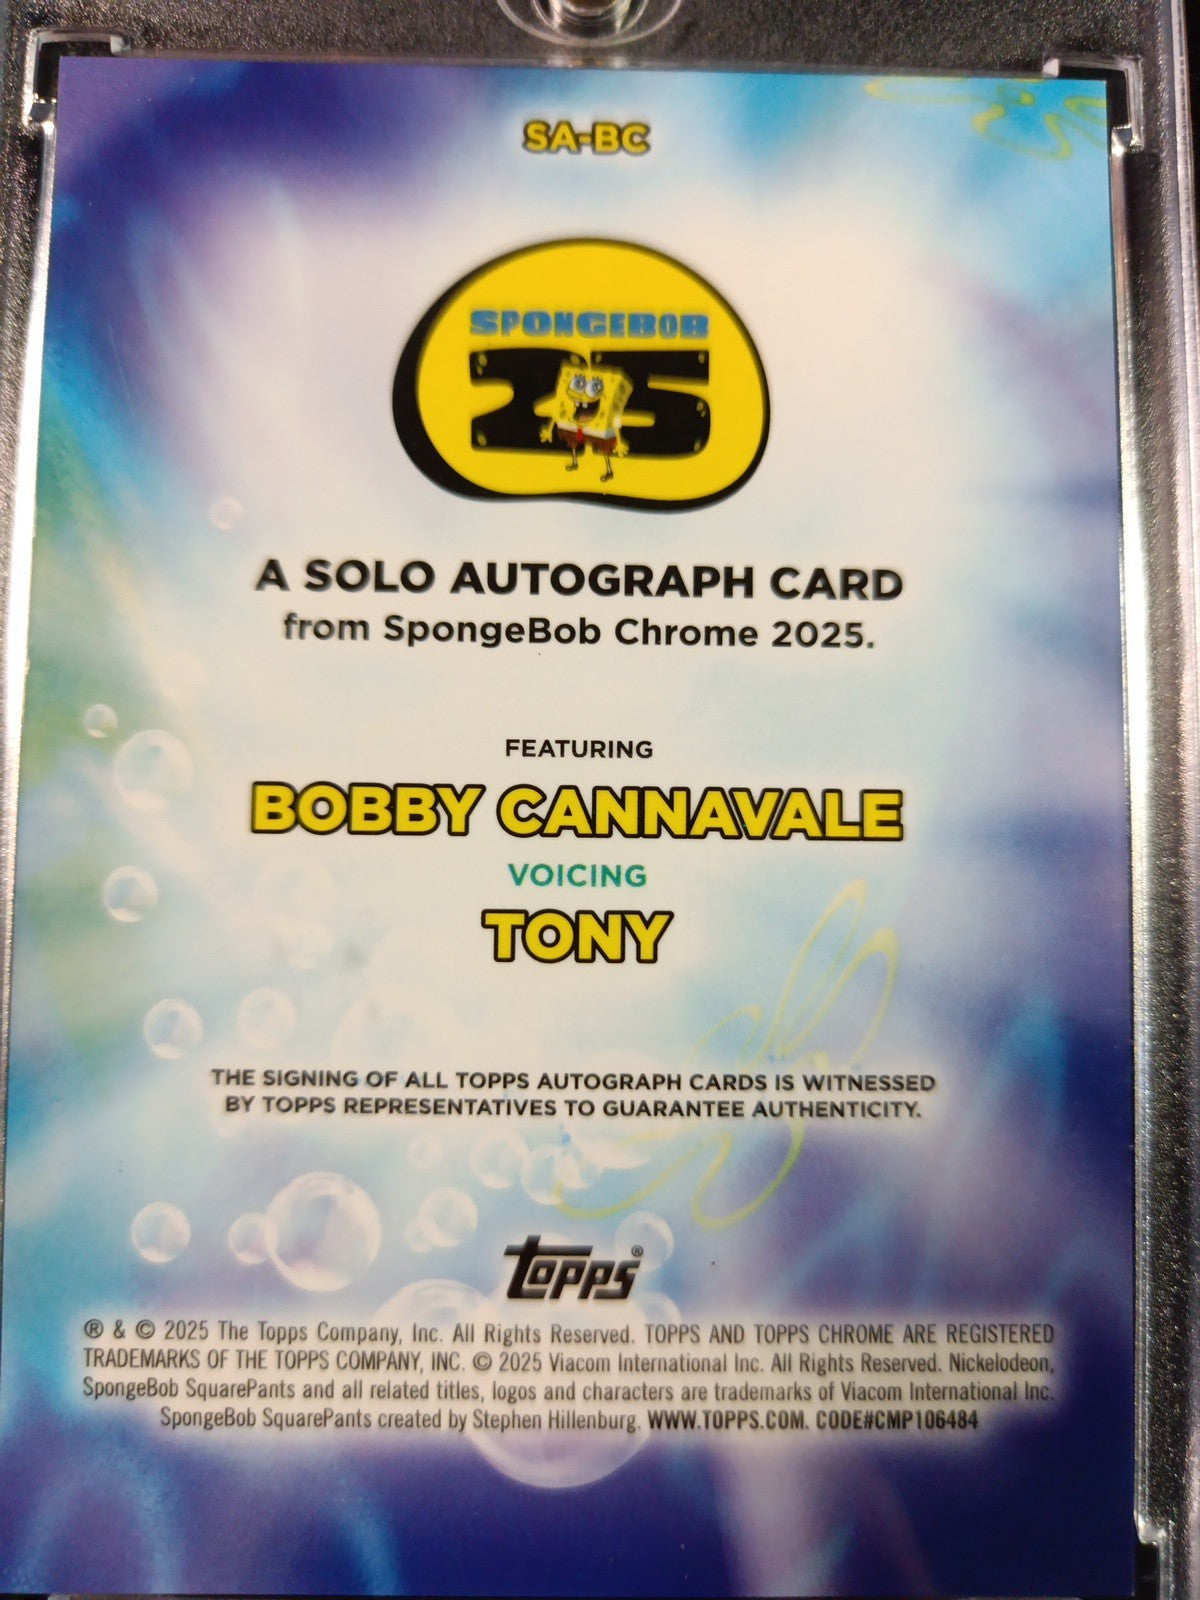 SA-BC
SPONGEBOB
25
A SOLO AUTOGRAPH CARD
from SpongeBob Chrome 2025.
FEATURING
BOBBY CANNAVALE
VOICING
TONY
THE SIGNING OF ALL TOPPS AUTOGRAPH CARDS IS WITNESSED
BY TOPPS REPRESENTATIVES TO GUARANTEE AUTHENTICITY.
topps®
® & © 2025 The Topps Company, Inc. All Rights Reserved. TOPPS AND TOPPS CHROME ARE REGISTERED
TRADEMARKS OF THE TOPPS COMPANY, INC. © 2025 Viacom International Inc. All Rights Reserved. Nickelodeon,
SpongeBob SquarePants and all related titles, logos and characters are trademarks of Viacom International Inc.
SpongeBob SquarePants created by Stephen Hillenburg. WWW.TOPPS.COM. CODE#CMP106484